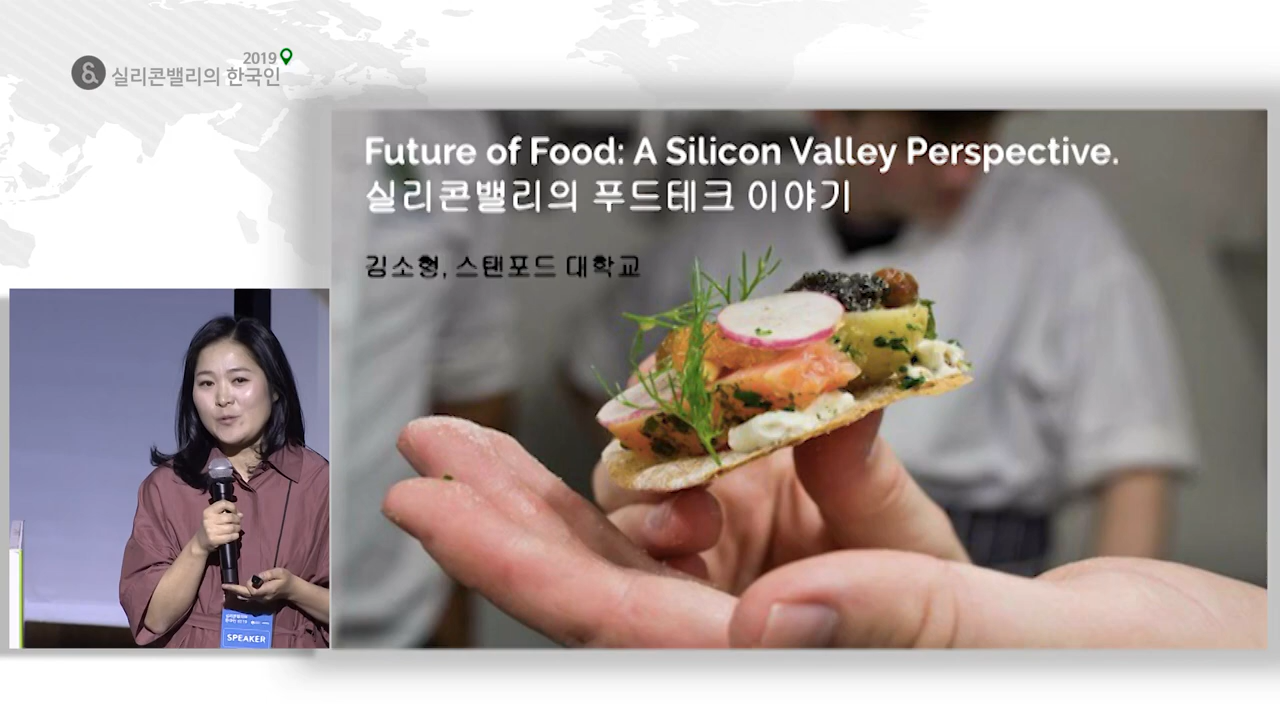 2019
& 실리콘밸리의 한국인
Future of Food: A Silicon Valley Perspective.
실리콘밸리의 푸드테크 이야기
김소형, 스탠포드 대학교
SPEAKER